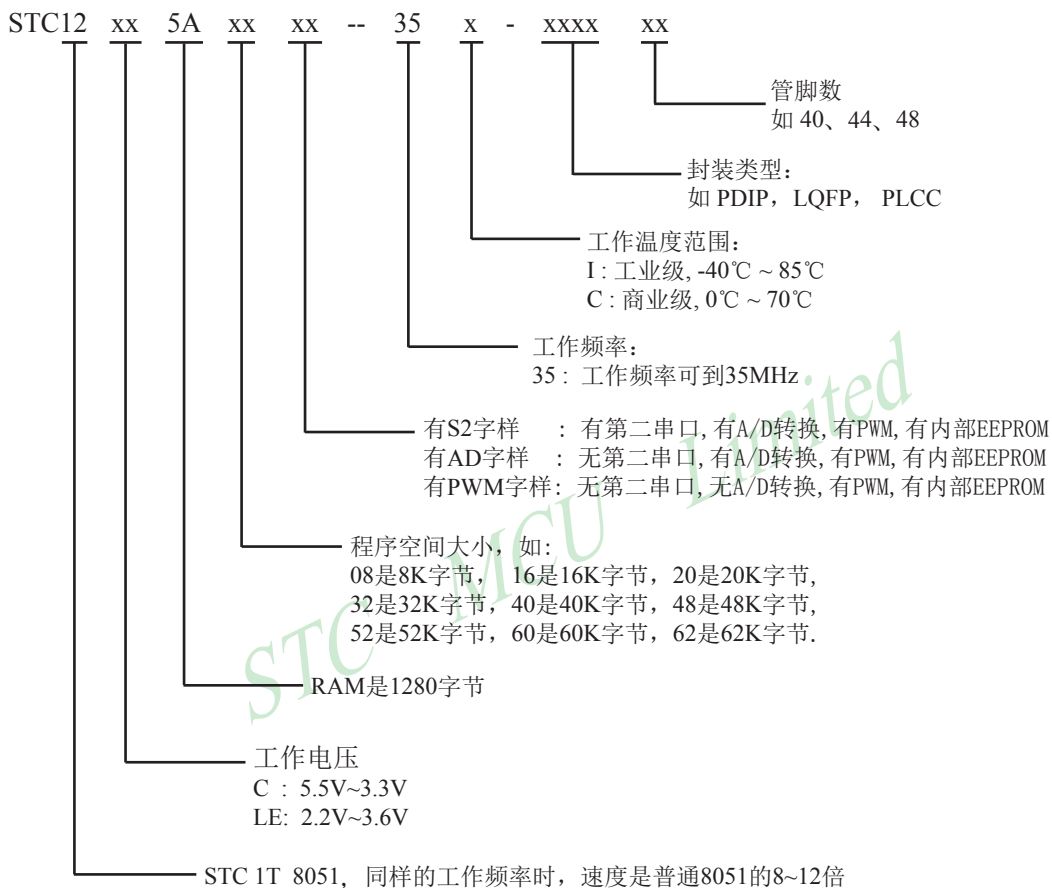 STC12 xx 5A xx xx -- 35 x - xxxx xx
管脚数
如 40、44、48
封装类型：
如 PDIP，LQFP， PLCC
工作温度范围：
I : 工业级, -40℃ ~ 85℃
C : 商业级, 0℃ ~ 70℃
工作频率：
35 : 工作频率可到35MHz
有S2字样 : 有第二串口,有A/D转换,有PWM,有内部EEPROM
有AD字样 : 无第二串口,有A/D转换,有PWM,有内部EEPROM
有PWM字样: 无第二串口,无A/D转换,有PWM,有内部EEPROM
程序空间大小，如:
08是8K字节， 16是16K字节，20是20K字节,
32是32K字节，40是40K字节，48是48K字节,
52是52K字节，60是60K字节，62是62K字节.
RAM是1280字节
工作电压
C : 5.5V~3.3V
LE: 2.2V~3.6V
STC 1T 8051，同样的工作频率时，速度是普通8051的8~12倍
STC MCU Limited